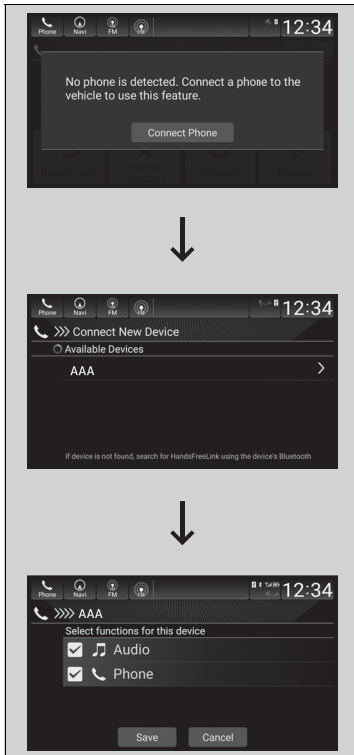 Phone Navi FM 12:34
No phone is detected. Connect a phone to the
vehicle to use this feature.
Connect Phone
Phone Navi FM 12:34
Connect New Device
Available Devices
AAA
If device is not found, search for HandsFreeLink using the device's Bluetooth
Phone Navi FM 12:34
AAA
Select functions for this device
Audio
Phone
Save Cancel